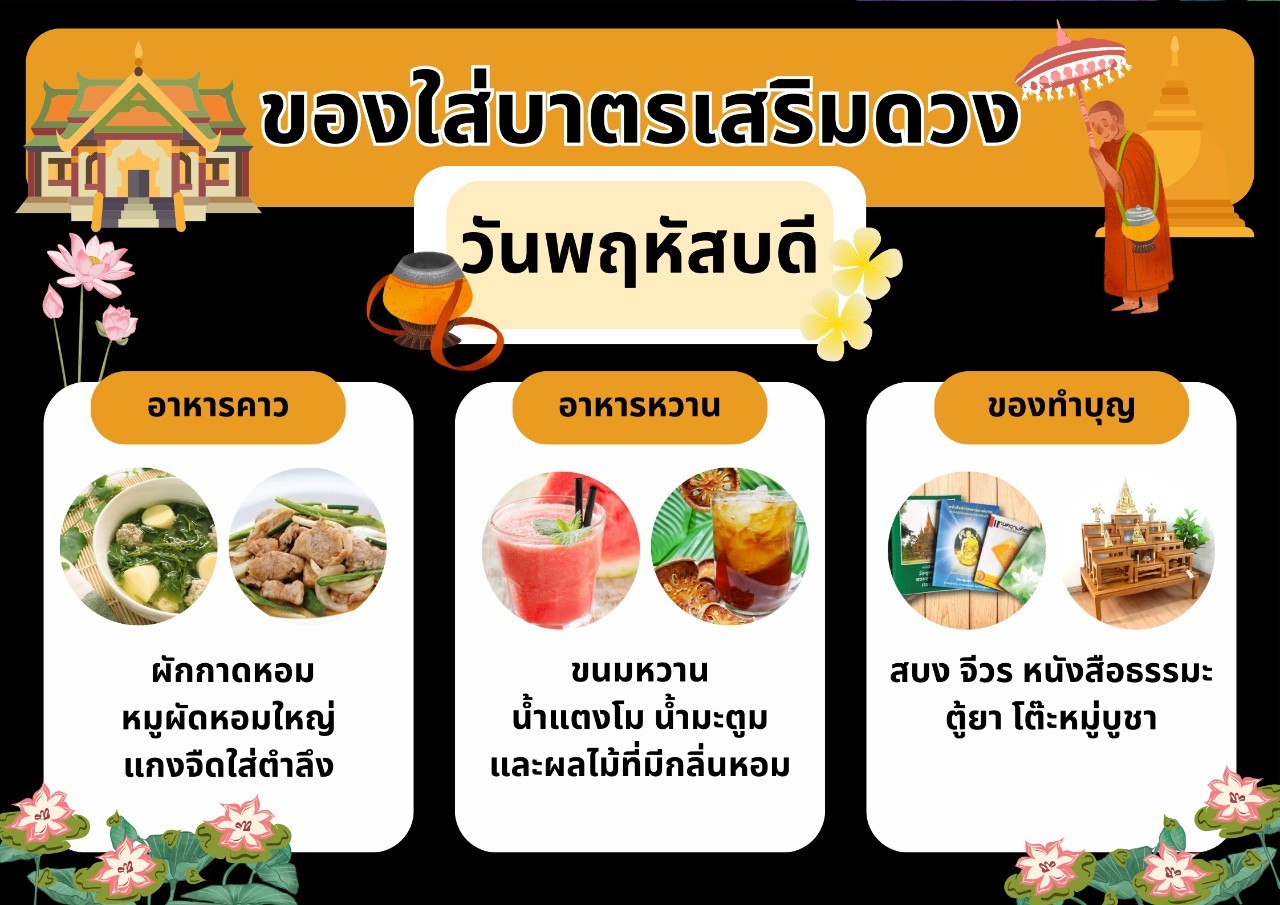 ของใส่บาตรเสริมดวง
วันพฤหัสบดี
อาหารคาว
ผักกาดหอม
หมูผัดหอมใหญ่
แกงจืดใส่ตำลึง
อาหารหวาน
ขนมหวาน
น้ำแตงโม น้ำมะตูม
และผลไม้ที่มีกลิ่นหอม
ของทำบุญ
สบง จีวร หนังสือธรรมะ
ตู้ยา โต๊ะหมู่บูชา